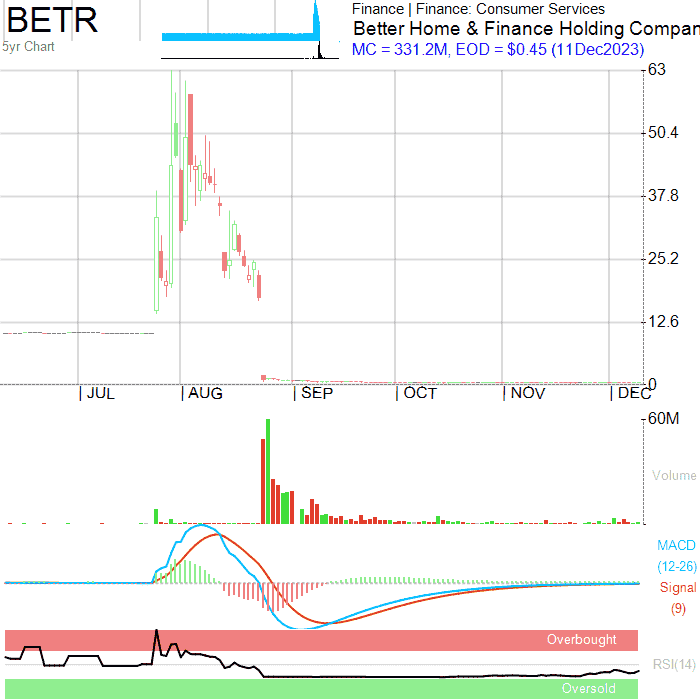 BETR
5yr Chart
Finance | Finance: Consumer Services
Better Home & Finance Holding Compan
MC = 331.2M, EOD = $0.45 (11Dec2023)
63
50.4
37.8
25.2
12.6
0
| JUL | AUG | SEP | OCT | NOV | DEC
60M
Volume
MACD
(12-26)
Signal
(9)
Overbought
RSI(14)
Oversold